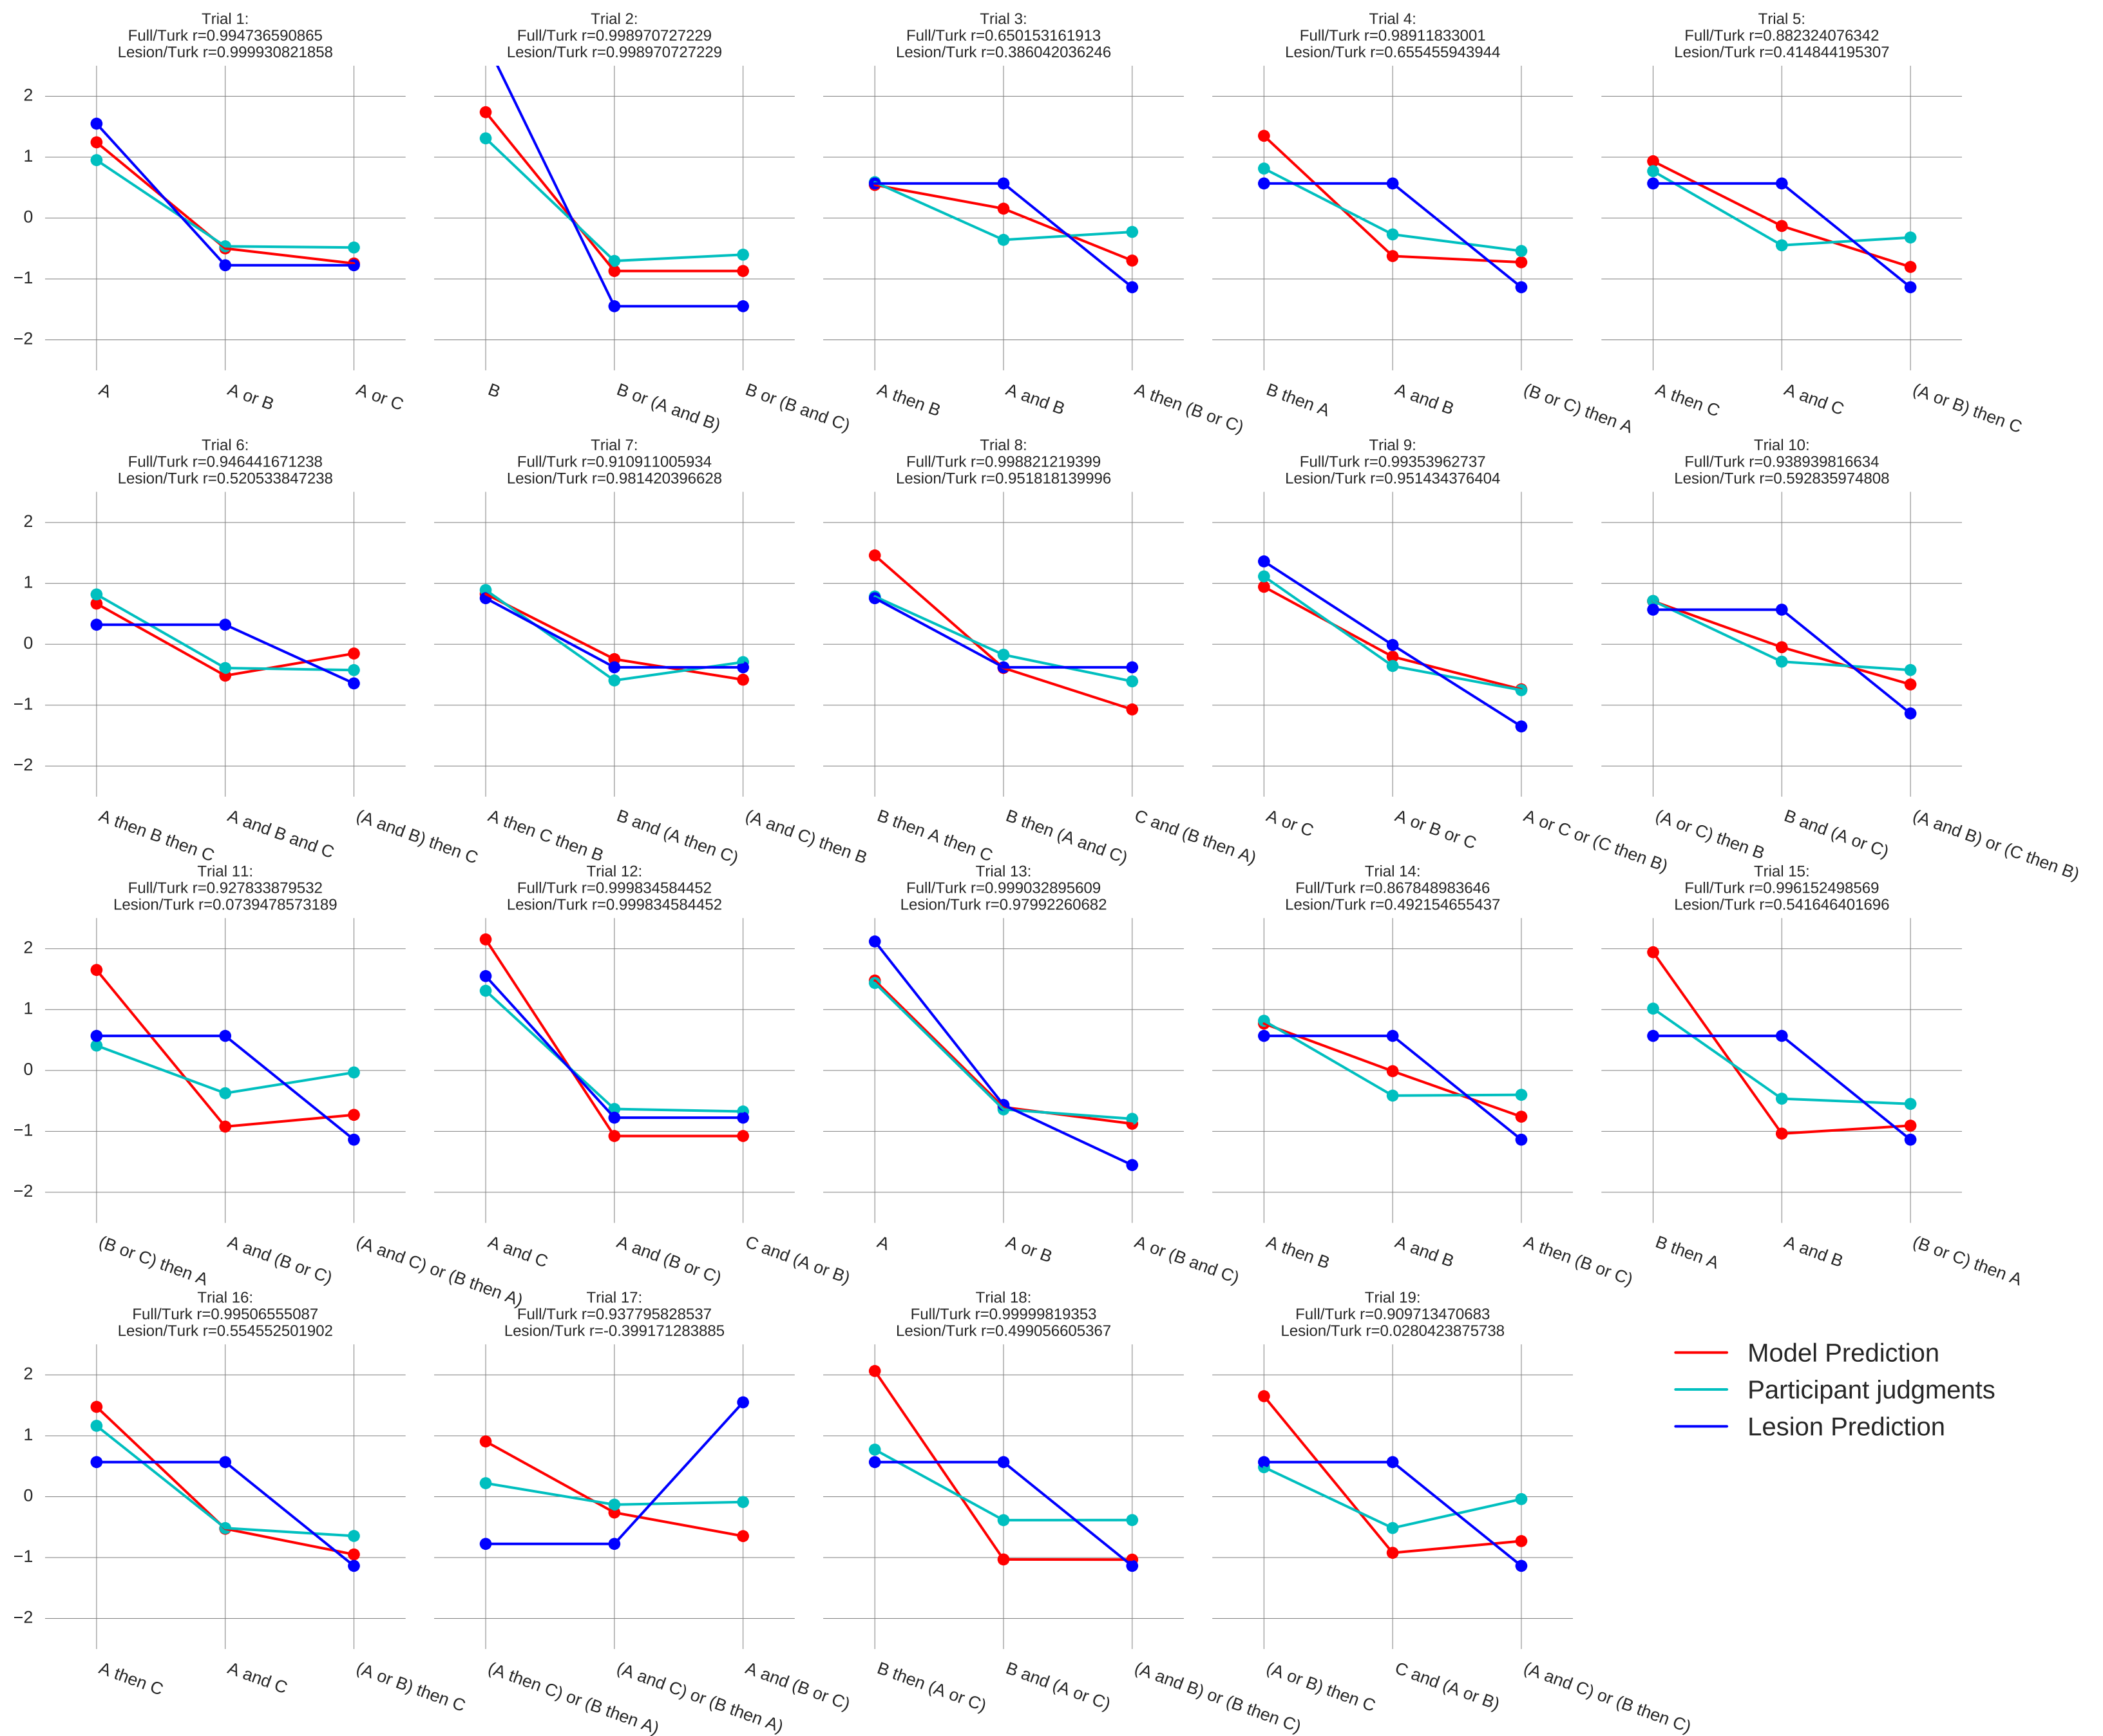 Trial 1:
Full/Turk r=0.994736590865
Lesion/Turk r=0.999930821858
Trial 2:
Full/Turk r=0.998970727229
Lesion/Turk r=0.998970727229
Trial 3:
Full/Turk r=0.650153161913
Lesion/Turk r=0.386042036246
Trial 4:
Full/Turk r=0.98911833001
Lesion/Turk r=0.655455943944
Trial 5:
Full/Turk r=0.882324076342
Lesion/Turk r=0.414844195307
2
1
0
−1
−2
A
A or B
A or C
B
B or (A and B)
B or (B and C)
A then B
A and B
A then (B or C)
B then A
A and B
(B or C) then A
A then C
A and C
(A or B) then C
Trial 6:
Full/Turk r=0.946441671238
Lesion/Turk r=0.520533847238
Trial 7:
Full/Turk r=0.910911005934
Lesion/Turk r=0.981420396628
Trial 8:
Full/Turk r=0.998821219399
Lesion/Turk r=0.951818139996
Trial 9:
Full/Turk r=0.99353962737
Lesion/Turk r=0.951434376404
Trial 10:
Full/Turk r=0.938939816634
Lesion/Turk r=0.592835974808
2
1
0
−1
−2
A then B then C
A and B and C
(A and B) then C
A then C then B
B and (A then C)
(A and C) then B
B then A then C
B then (A and C)
C and (B then A)
A or C
A or B or C
A or C or (C then B)
(A or C) then B
B and (A or C)
(A and B) or (C then B)
Trial 11:
Full/Turk r=0.927833879532
Lesion/Turk r=0.0739478573189
Trial 12:
Full/Turk r=0.999834584452
Lesion/Turk r=0.999834584452
Trial 13:
Full/Turk r=0.999032895609
Lesion/Turk r=0.97992260682
Trial 14:
Full/Turk r=0.867848983646
Lesion/Turk r=0.492154655437
Trial 15:
Full/Turk r=0.996152498569
Lesion/Turk r=0.541646401696
2
1
0
−1
−2
(B or C) then A
A and (B or C)
(A and C) or (B then A)
A and C
A and (B or C)
C and (A or B)
A
A or B
A or (B and C)
A then B
A and B
A then (B or C)
B then A
A and B
(B or C) then A
Trial 16:
Full/Turk r=0.99506555087
Lesion/Turk r=0.554552501902
Trial 17:
Full/Turk r=0.937795828537
Lesion/Turk r=-0.399171283885
Trial 18:
Full/Turk r=0.99999819353
Lesion/Turk r=0.499056605367
Trial 19:
Full/Turk r=0.909713470683
Lesion/Turk r=0.0280423875738
2
1
0
−1
−2
A then C
A and C
(A or B) then C
(A then C) or (B then A)
(A and C) or (B then A)
A and (B or C)
B then (A or C)
B and (A or C)
(A and B) or (B then C)
(A or B) then C
C and (A or B)
(A and C) or (B then C)
Model Prediction
Participant judgments
Lesion Prediction